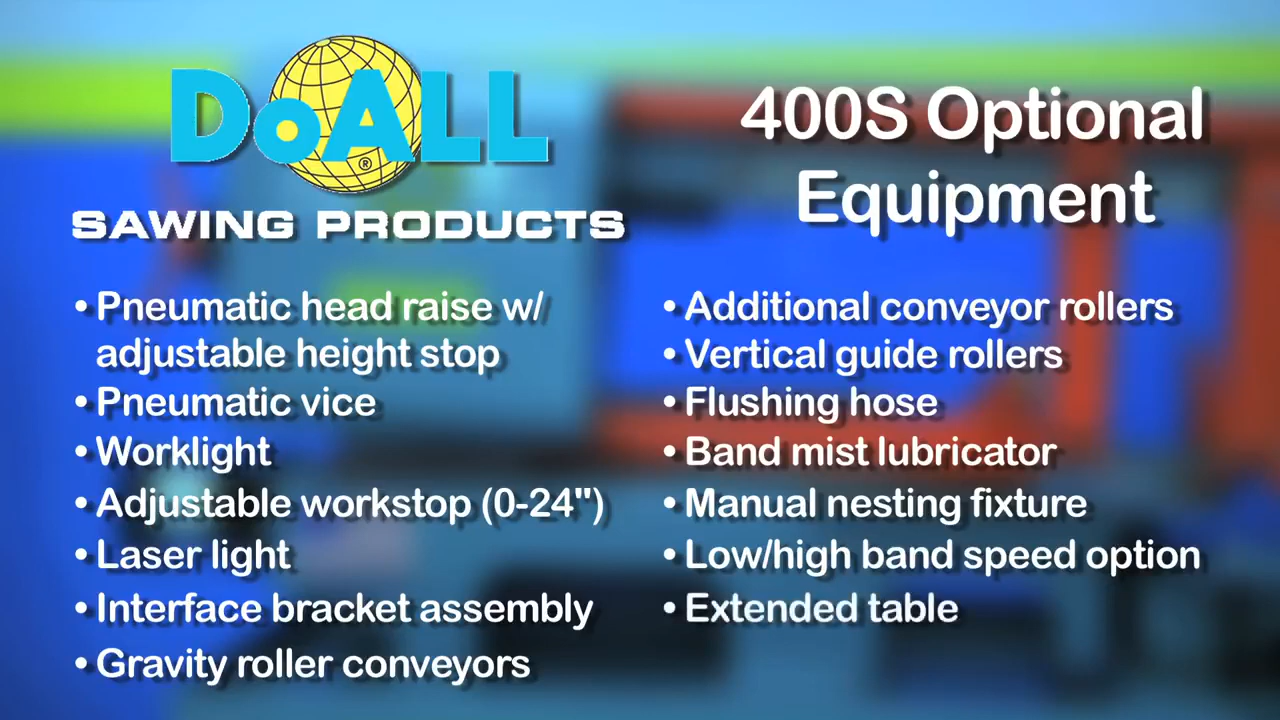 DoALL
®
SAWING PRODUCTS
400S Optional
Equipment
• Pneumatic head raise w/
adjustable height stop
• Pneumatic vice
• Worklight
• Adjustable workstop (0-24")
• Laser light
• Interface bracket assembly
• Gravity roller conveyors
• Additional conveyor rollers
• Vertical guide rollers
• Flushing hose
• Band mist lubricator
• Manual nesting fixture
• Low/high band speed option
• Extended table